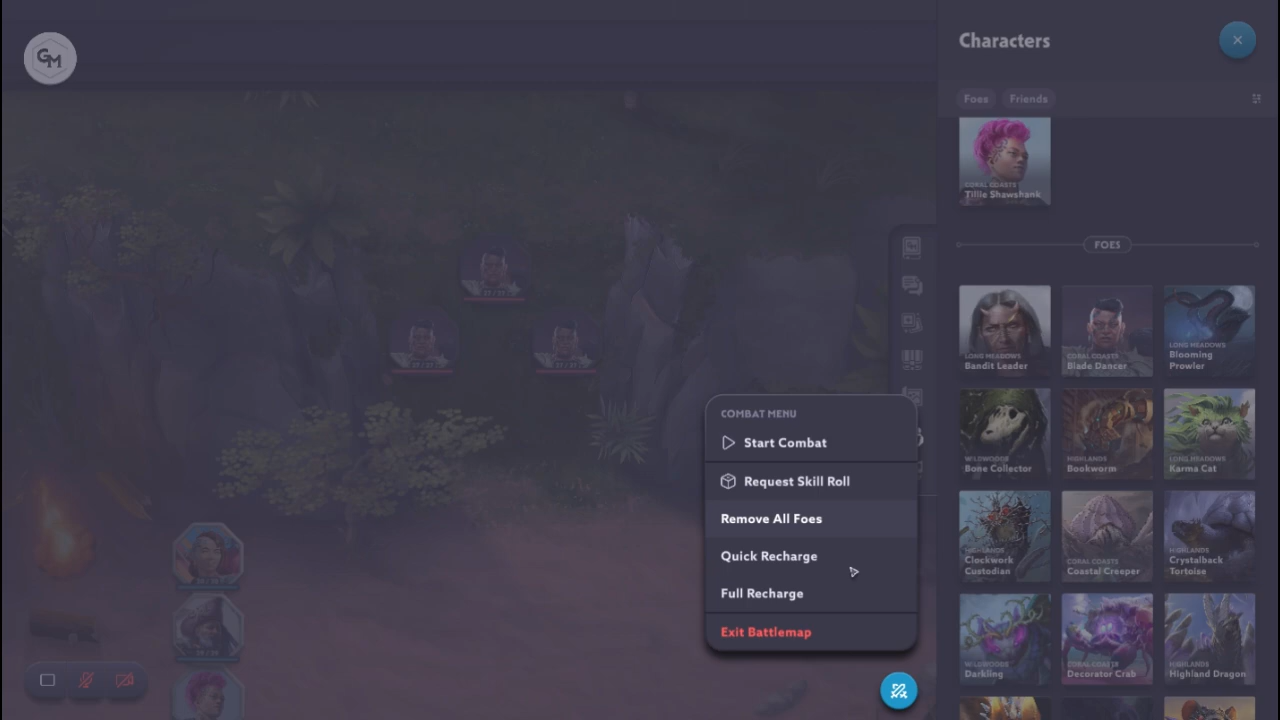 GM
Characters
Foes
Friends
CORAL COASTS
Tillie Shawshank
FOES
LONG MEADOWS
Bandit Leader
CORAL COASTS
Blade Dancer
LONG MEADOWS
Blooming
Prowler
WILDWOODS
Bone Collector
HIGHLANDS
Bookworm
LONG MEADOWS
Karma Cat
HIGHLANDS
Clockwork
Custodian
CORAL COASTS
Coastal Creeper
HIGHLANDS
Crystalback
Tortoise
WILDWOODS
Darkling
CORAL COASTS
Decorator Crab
HIGHLANDS
Highland Dragon
COMBAT MENU
Start Combat
Request Skill Roll
Remove All Foes
Quick Recharge
Full Recharge
Exit Battlemap